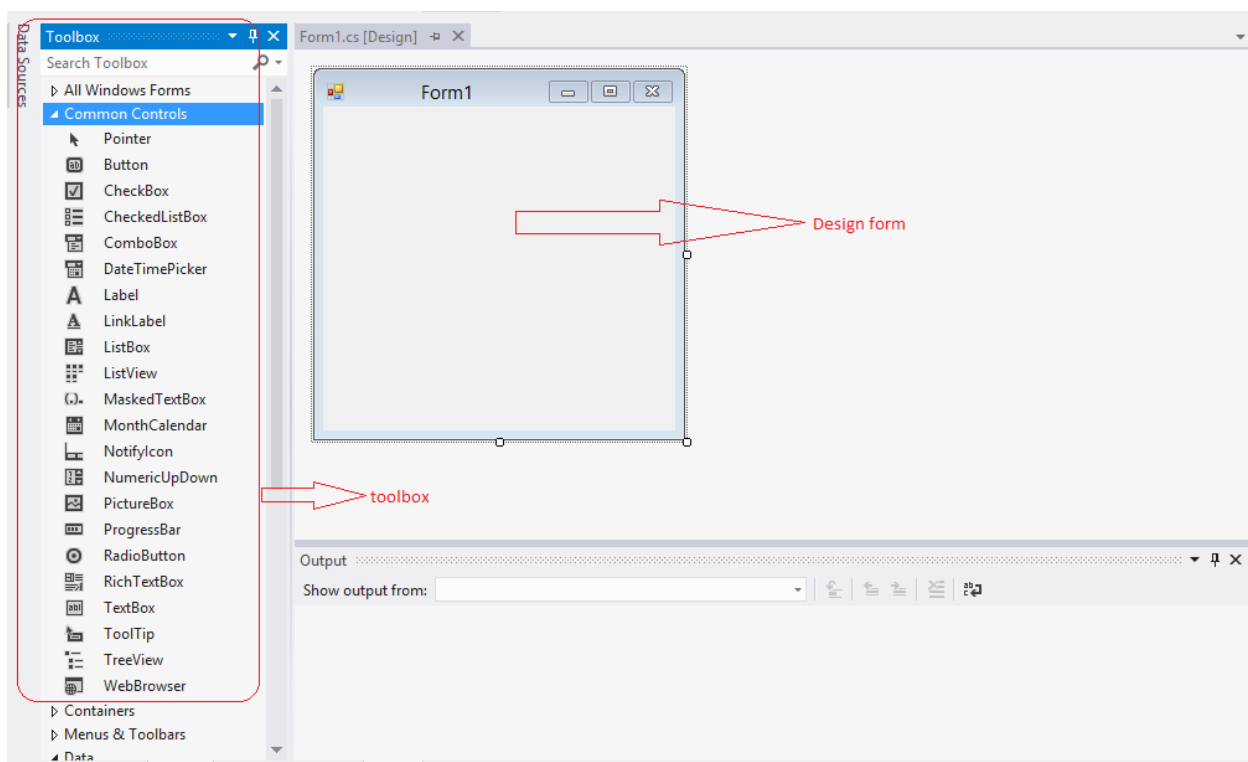 Data Sources
Toolbox
Search Toolbox
All Windows Forms
Common Controls
Pointer
Button
CheckBox
CheckedListBox
ComboBox
DateTimePicker
Label
LinkLabel
ListBox
ListView
MaskedTextBox
MonthCalendar
NotifyIcon
NumericUpDown
PictureBox
ProgressBar
RadioButton
RichTextBox
TextBox
ToolTip
TreeView
WebBrowser
Containers
Menus & Toolbars
Data
Form1.cs [Design]
Form1
Design form
toolbox
Output
Show output from: